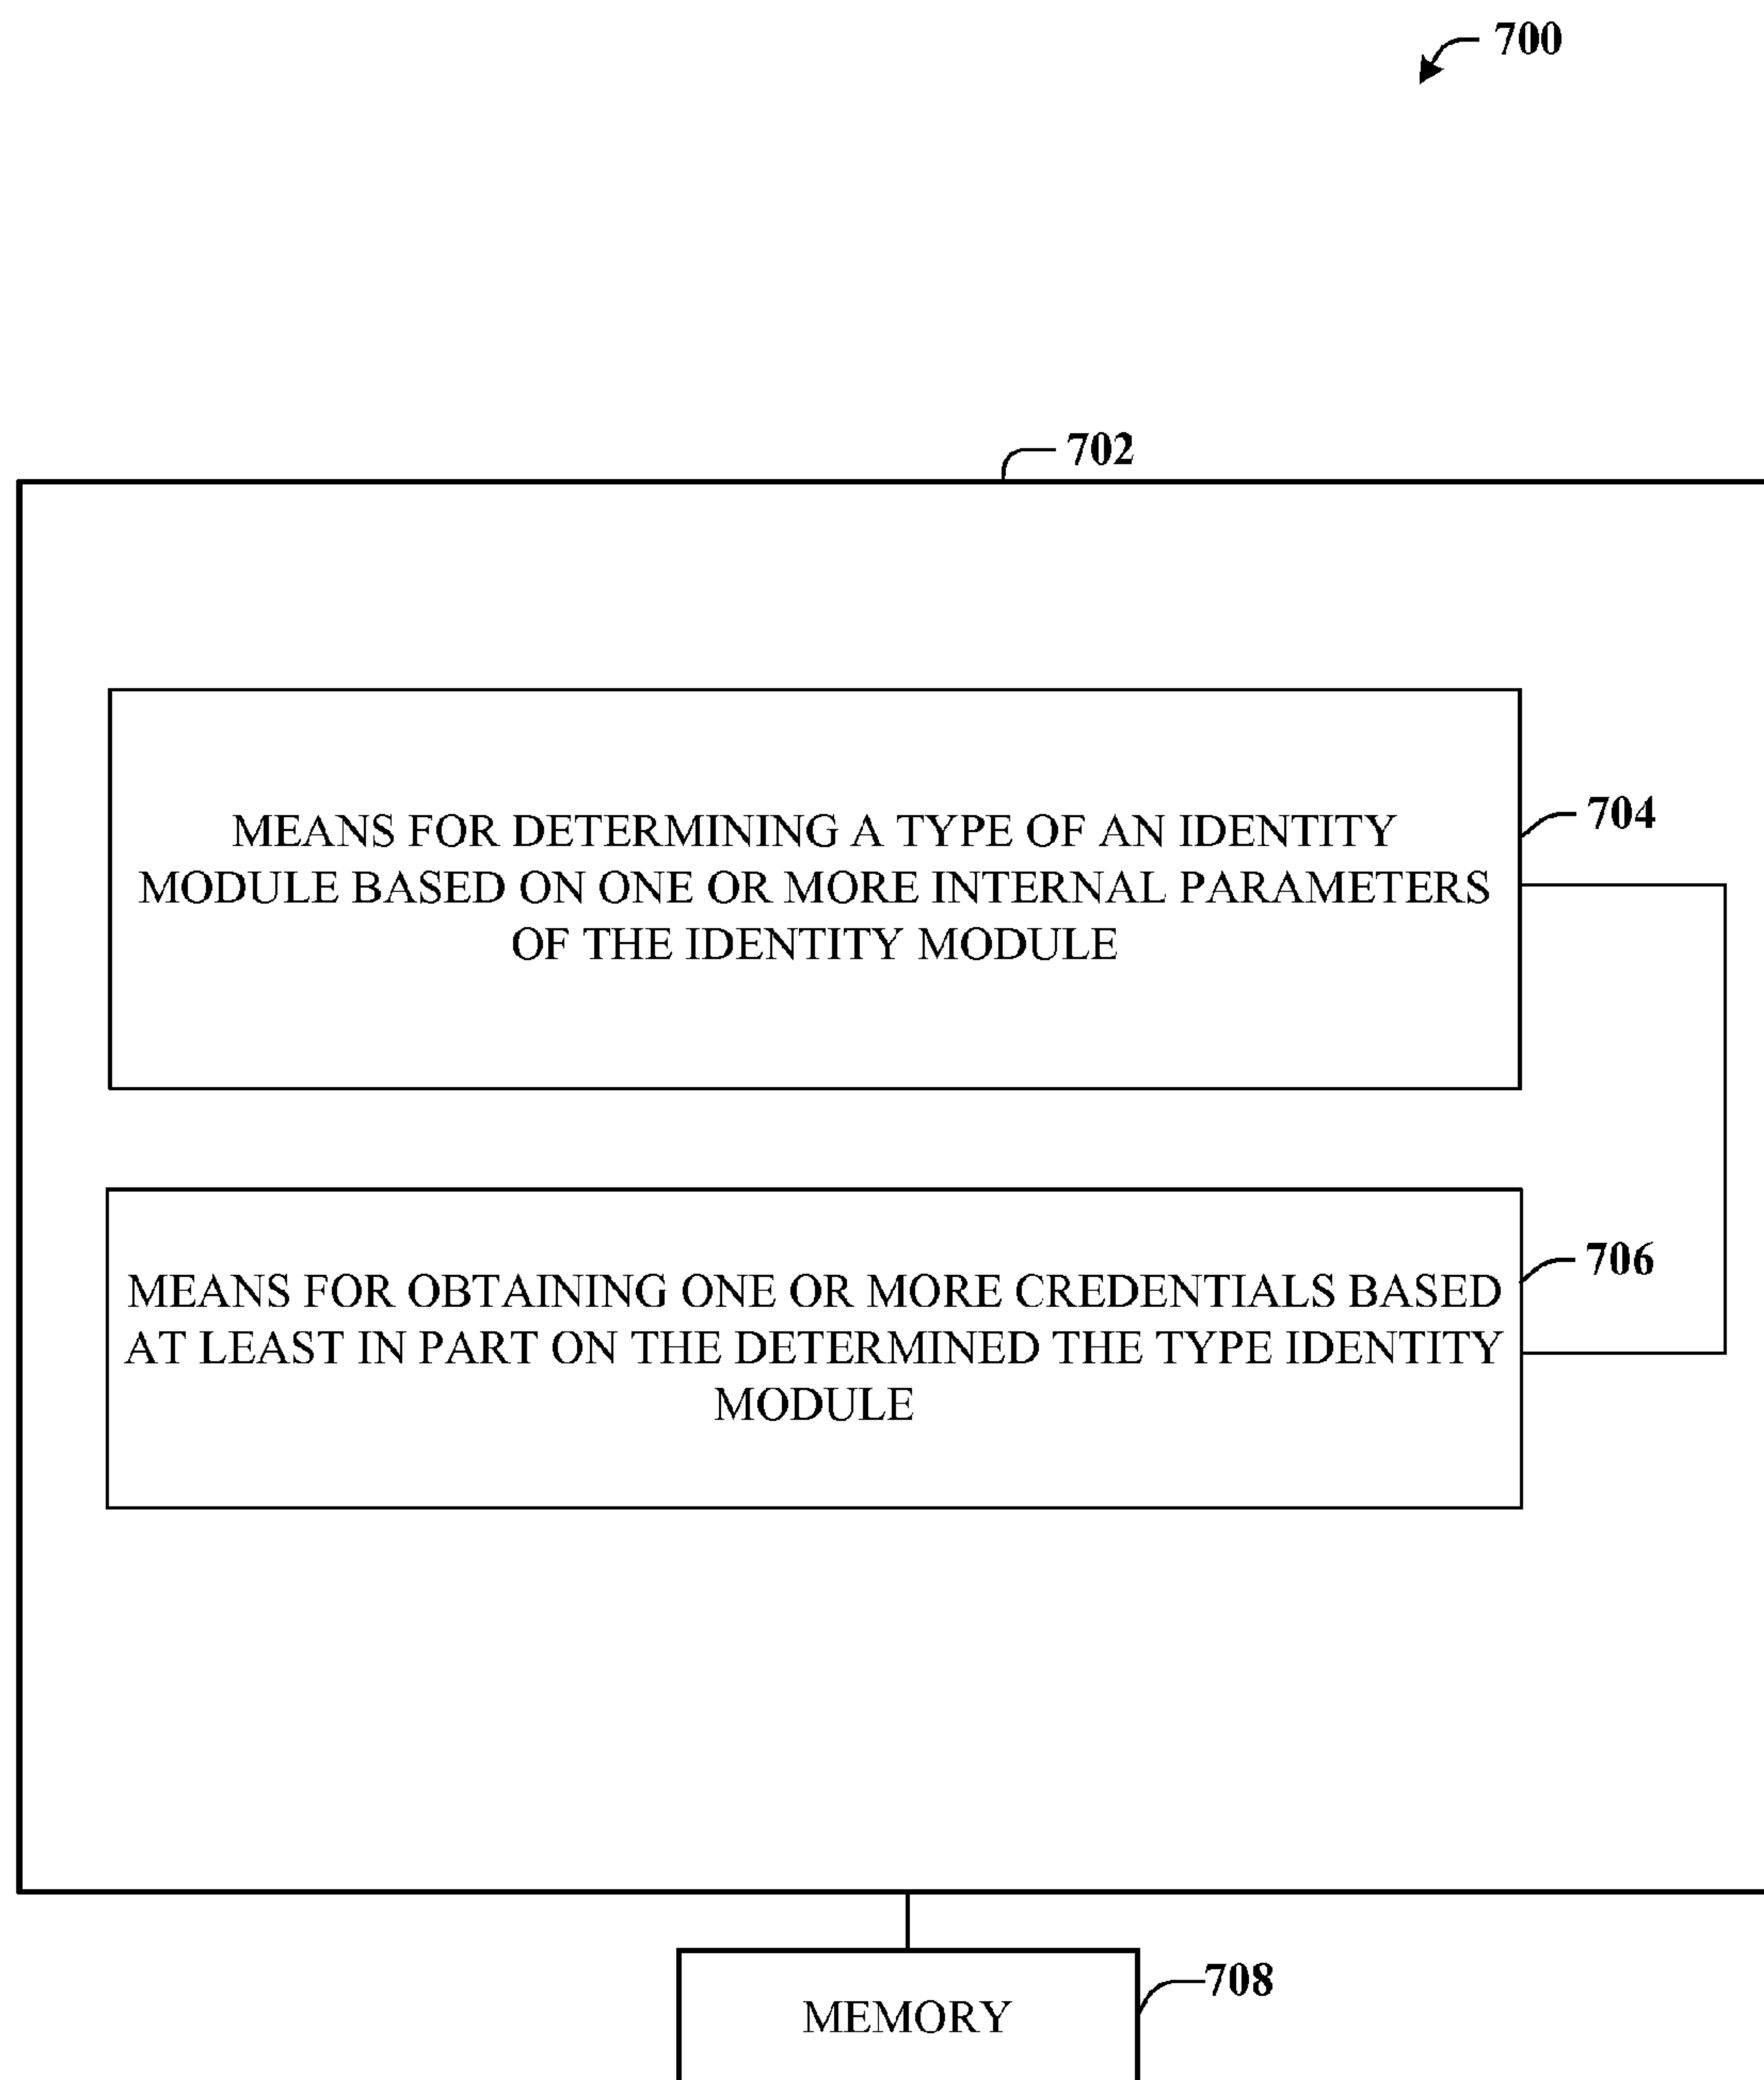 700
702
MEANS FOR DETERMINING A TYPE OF AN IDENTITY
MODULE BASED ON ONE OR MORE INTERNAL PARAMETERS
OF THE IDENTITY MODULE
704
MEANS FOR OBTAINING ONE OR MORE CREDENTIALS BASED
AT LEAST IN PART ON THE DETERMINED THE TYPE IDENTITY
MODULE
706
MEMORY
708